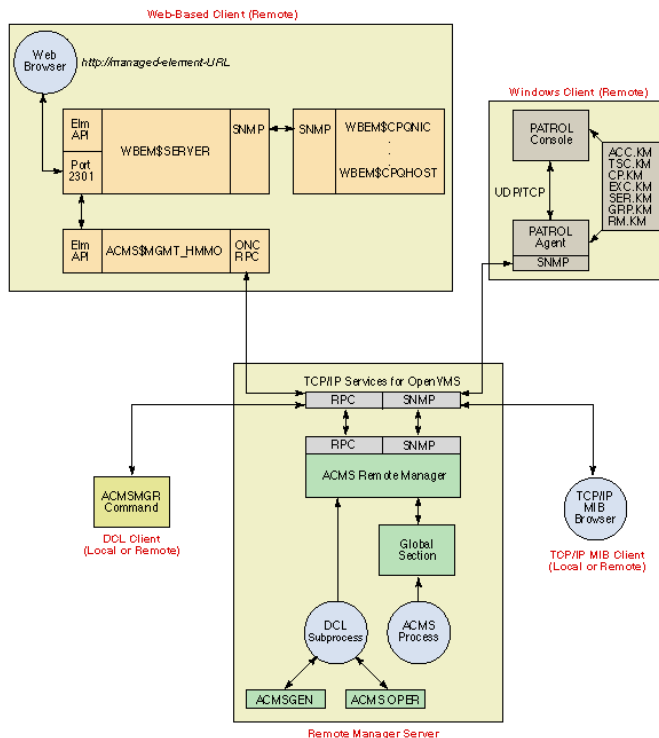 Web-Based Client (Remote)
Web
Browser
http://managed-element-URL
Elm
API
Port
2301
WBEM$SERVER
SNMP
SNMP
WBEM$CPQNIC
.
.
WBEM$CPQHOST
Elm
API
ACMS$MGMT_HMMO
ONC
RPC
Windows Client (Remote)
PATROL
Console
UDP/TCP
PATROL
Agent
SNMP
ACC.KM
TSC.KM
CP.KM
EXC.KM
SER.KM
GRP.KM
RM.KM
TCP/IP Services for OpenVMS
RPC
SNMP
RPC
SNMP
ACMS Remote Manager
Global
Section
DCL
Subprocess
ACMS
Process
ACMSGEN
ACMSOPER
Remote Manager Server
ACMSMGR
Command
DCL Client
(Local or Remote)
TCP/IP
MIB
Browser
TCP/IP MIB Client
(Local or Remote)